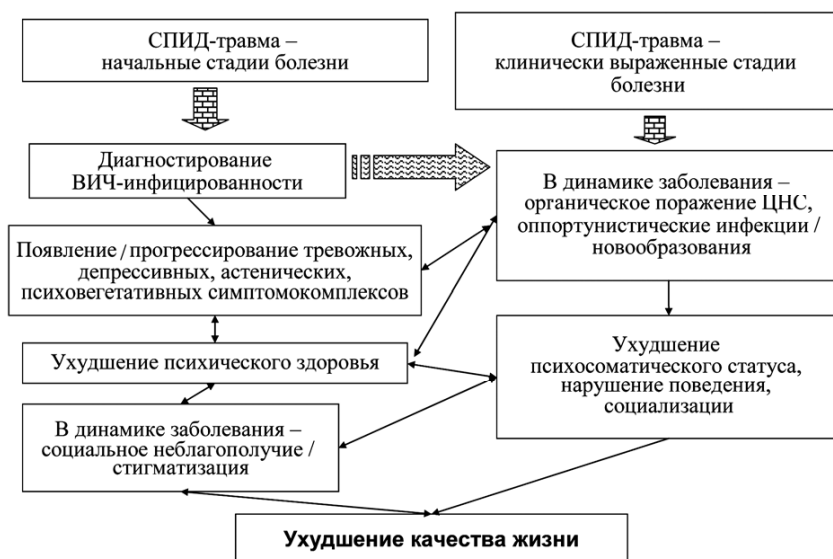 СПИД-травма –
начальные стадии болезни
СПИД-травма –
клинически выраженные стадии
болезни
Диагностирование
ВИЧ-инфицированности
В динамике заболевания –
органическое поражение ЦНС,
оппортунистические инфекции /
новообразования
Появление / прогрессирование тревожных,
депрессивных, астенических,
психовегетативных симптомокомплексов
Ухудшение психического здоровья
Ухудшение
психосоматического статуса,
нарушение поведения,
социализации
В динамике заболевания –
социальное неблагополучие /
стигматизация
Ухудшение качества жизни